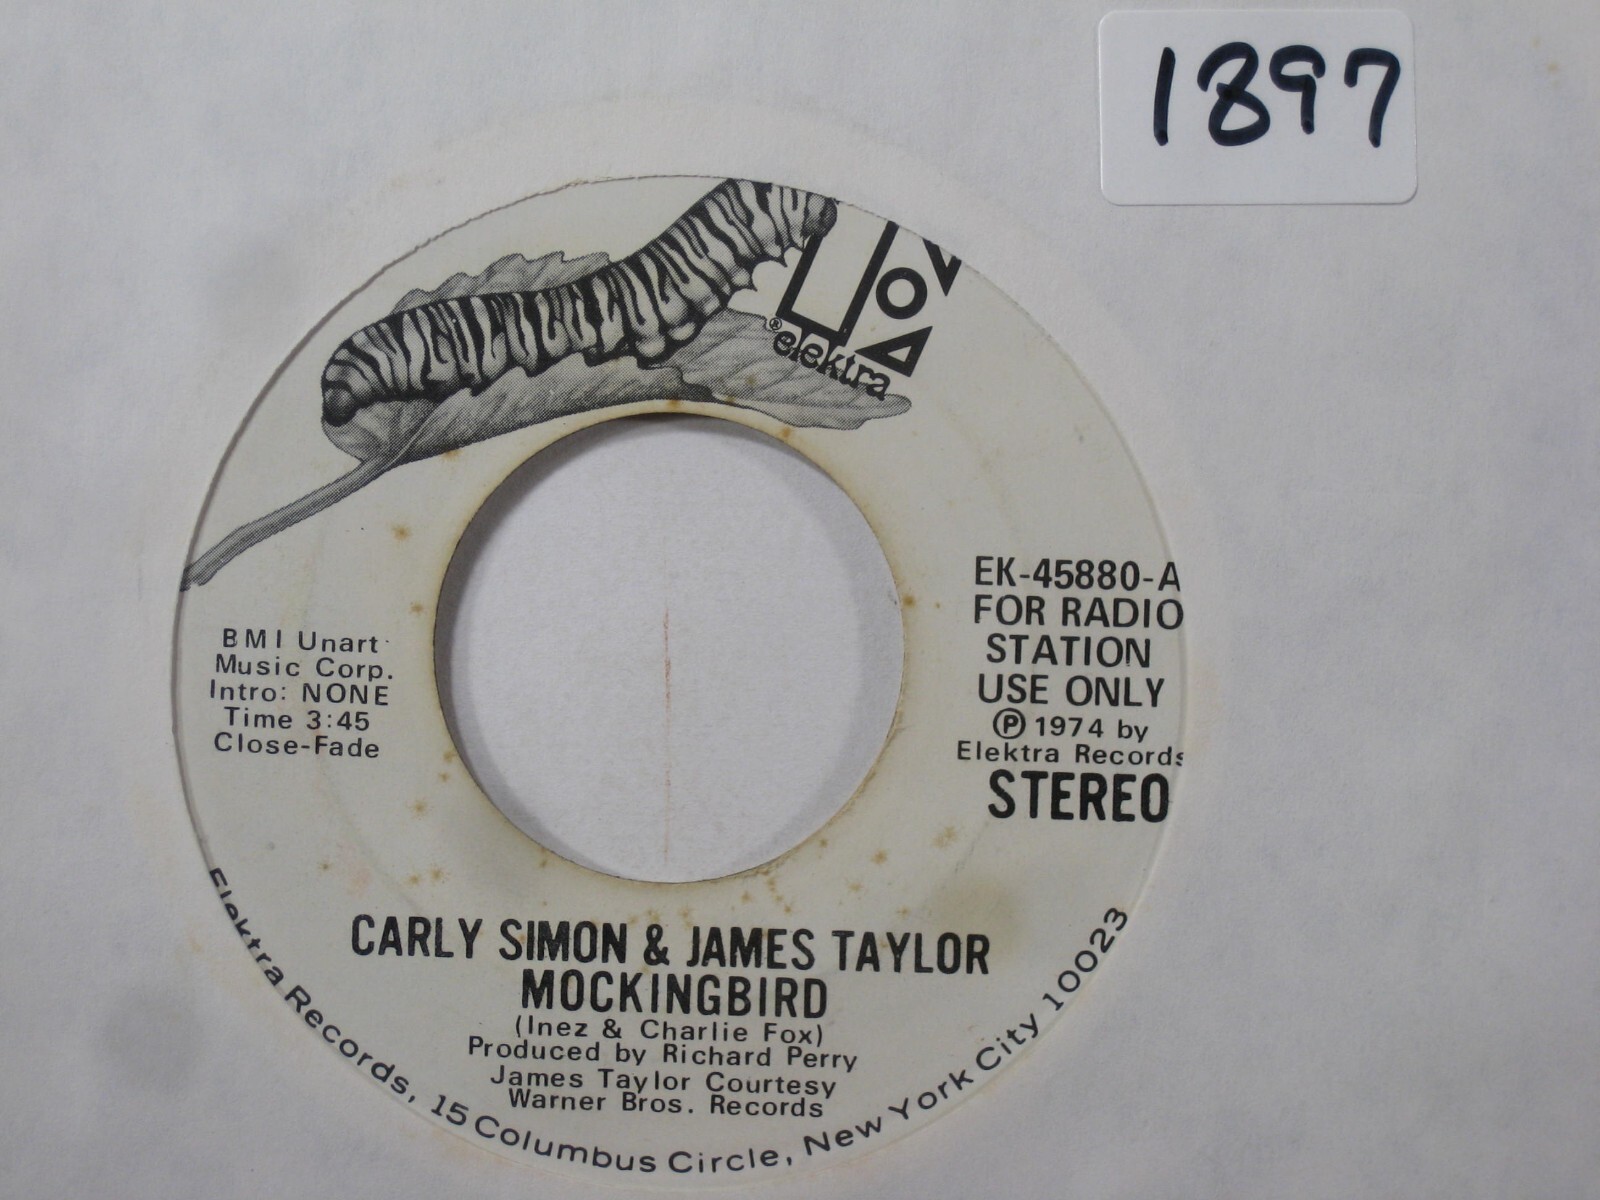 1897
® elektra
BMI Unart
Music Corp.
Intro: NONE
Time 3:45
Close-Fade
EK-45880-A
FOR RADIO
STATION
USE ONLY
Ⓟ 1974 by
Elektra Records
STEREO
CARLY SIMON & JAMES TAYLOR
MOCKINGBIRD
(Inez & Charlie Fox)
Produced by Richard Perry
James Taylor Courtesy
Warner Bros. Records
Elektra Records, 15 Columbus Circle, New York City 10023